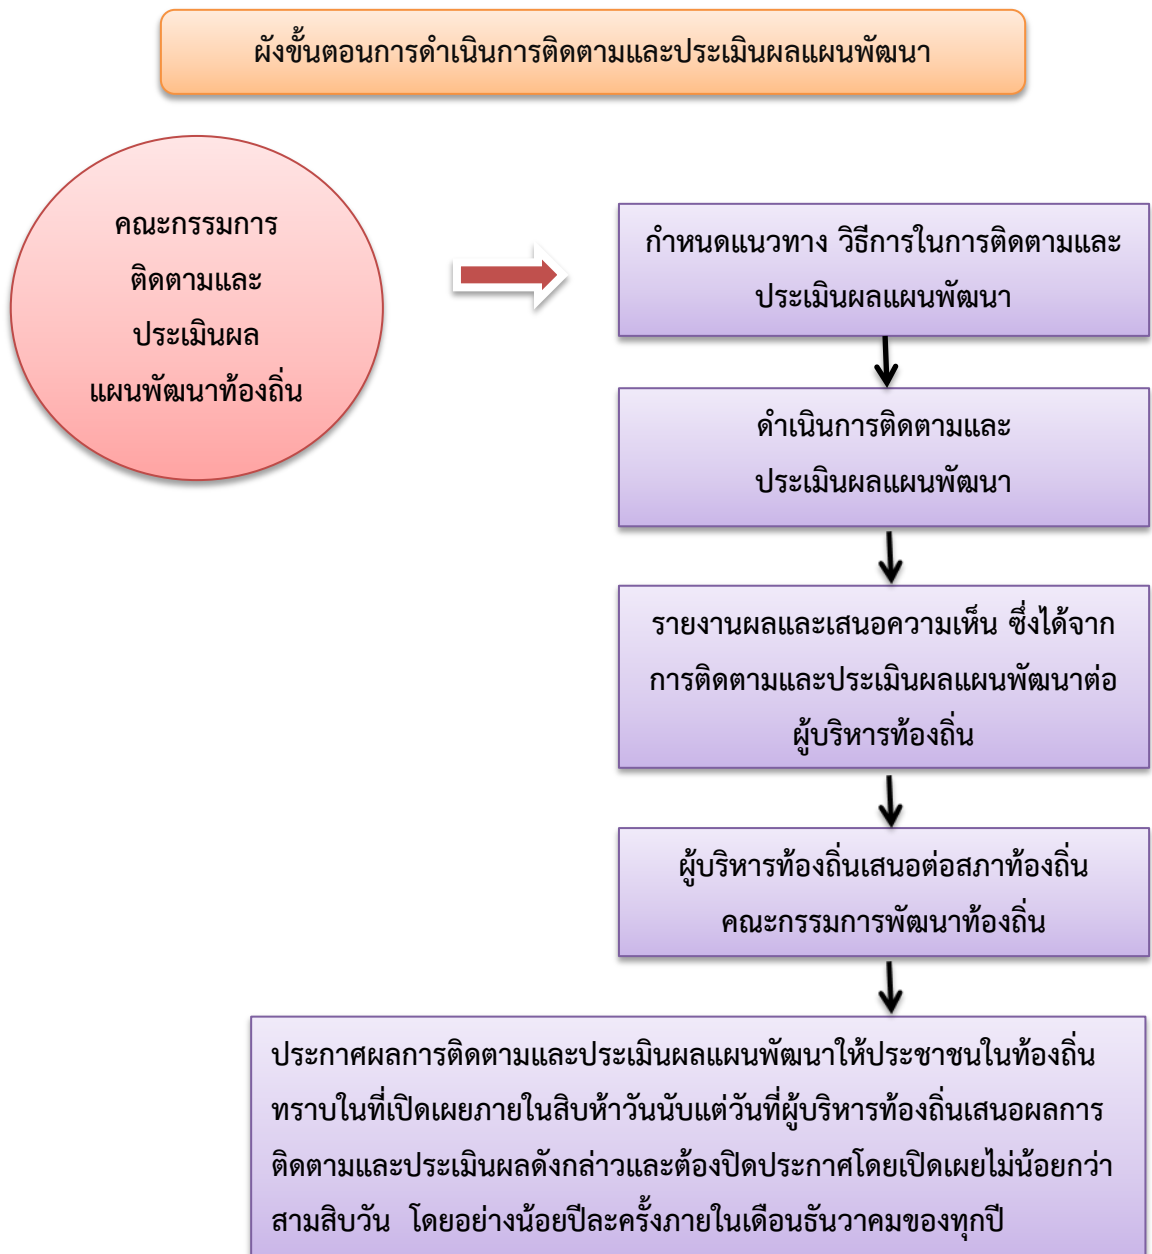 ผังขั้นตอนการดำเนินการติดตามและประเมินผลแผนพัฒนา
คณะกรรมการ
ติดตามและ
ประเมินผล
แผนพัฒนาท้องถิ่น
กำหนดแนวทาง วิธีการในการติดตามและ
ประเมินผลแผนพัฒนา
ดำเนินการติดตามและ
ประเมินผลแผนพัฒนา
รายงานผลและเสนอความเห็น ซึ่งได้จาก
การติดตามและประเมินผลแผนพัฒนาต่อ
ผู้บริหารท้องถิ่น
ผู้บริหารท้องถิ่นเสนอต่อสภาท้องถิ่น
คณะกรรมการพัฒนาท้องถิ่น
ประกาศผลการติดตามและประเมินผลแผนพัฒนาให้ประชาชนในท้องถิ่น
ทราบในที่เปิดเผยภายในสิบห้าวันนับแต่วันที่ผู้บริหารท้องถิ่นเสนอผลการ
ติดตามและประเมินผลดังกล่าวและต้องปิดประกาศโดยเปิดเผยไม่น้อยกว่า
สามสิบวัน โดยอย่างน้อยปีละครั้งภายในเดือนธันวาคมของทุกปี